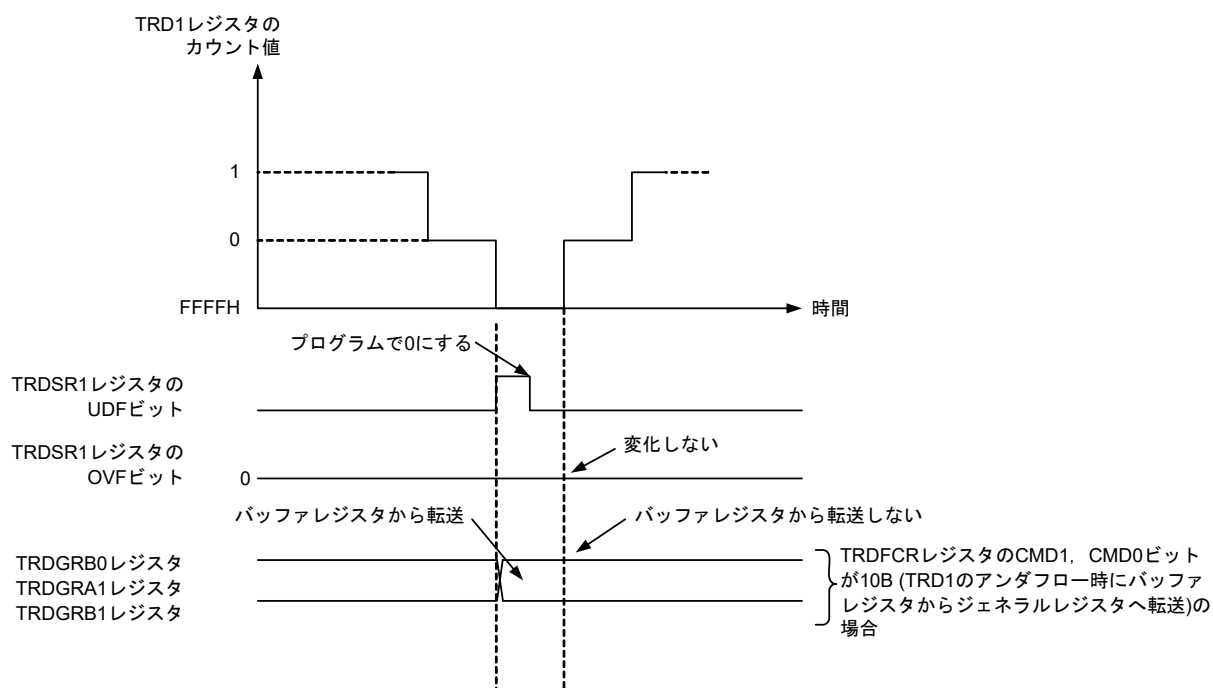 TRD1レジスタの
カウント値
1
0
FFFFH
時間
プログラムで0にする
TRDSR1レジスタの
UDFビット
TRDSR1レジスタの
OVFビット
0
変化しない
バッファレジスタから転送
バッファレジスタから転送しない
TRDGRB0レジスタ
TRDGRA1レジスタ
TRDGRB1レジスタ
TRDFCRレジスタのCMD1，CMD0ビット
が10B (TRD1のアンダフロー時にバッファ
レジスタからジェネラルレジスタへ転送)の
場合